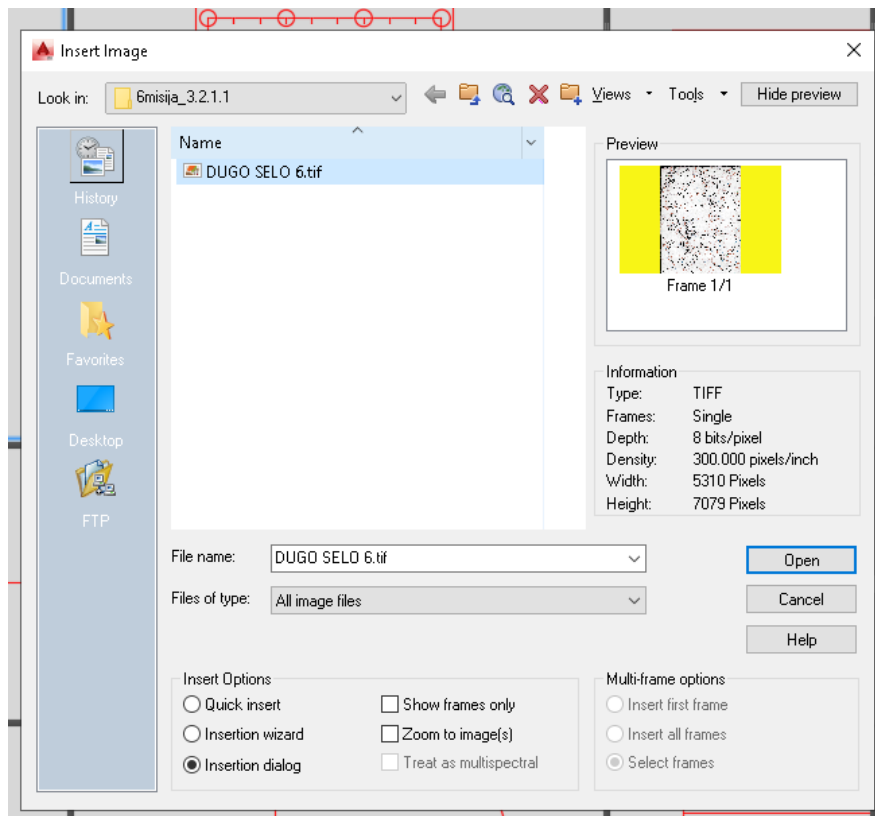 Insert Image
Look in: 6misija_3.2.1.1 Views Tools Hide preview
History
Documents
Favorites
Desktop
FTP
Name
DUGO SELO 6.tif
Preview
Frame 1/1
Information
Type: TIFF
Frames: Single
Depth: 8 bits/pixel
Density: 300.000 pixels/inch
Width: 5310 Pixels
Height: 7079 Pixels
File name: DUGO SELO 6.tif Open
Files of type: All image files Cancel
Help
Insert Options
Quick insert Show frames only
Insertion wizard Zoom to image(s)
Insertion dialog Treat as multispectral
Multi-frame options
Insert first frame
Insert all frames
Select frames